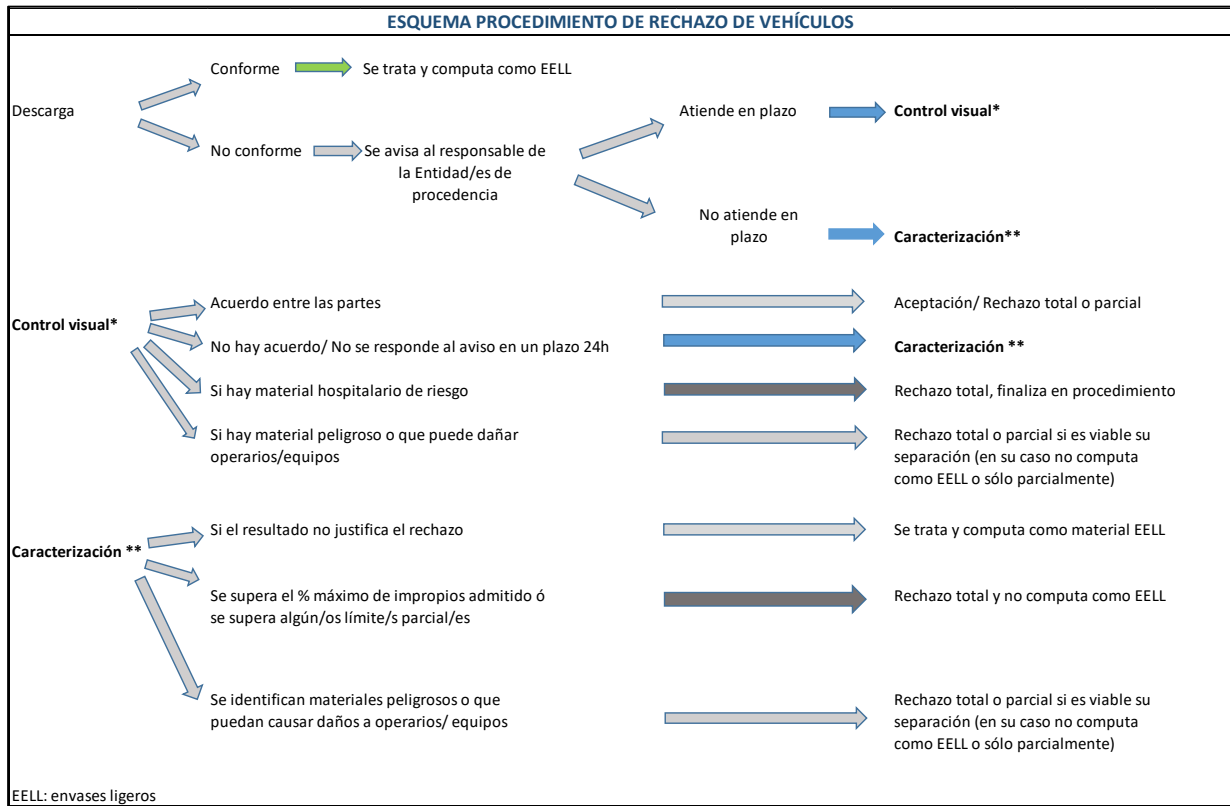 ESQUEMA PROCEDIMIENTO DE RECHAZO DE VEHÍCULOS
Conforme
Se trata y computa como EELL
Descarga
Atiende en plazo
Control visual*
No conforme
Se avisa al responsable de
la Entidad/es de
procedencia
No atiende en
plazo
Caracterización**
Acuerdo entre las partes
Aceptación/ Rechazo total o parcial
Control visual*
No hay acuerdo/ No se responde al aviso en un plazo 24h
Caracterización **
Si hay material hospitalario de riesgo
Rechazo total, finaliza en procedimiento
Si hay material peligroso o que puede dañar
operarios/equipos
Rechazo total o parcial si es viable su
separación (en su caso no computa
como EELL o sólo parcialmente)
Si el resultado no justifica el rechazo
Se trata y computa como material EELL
Caracterización **
Se supera el % máximo de impropios admitido ó
se supera algún/os límite/s parcial/es
Rechazo total y no computa como EELL
Se identifican materiales peligrosos o que
puedan causar daños a operarios/ equipos
Rechazo total o parcial si es viable su
separación (en su caso no computa
como EELL o sólo parcialmente)
EELL: envases ligeros